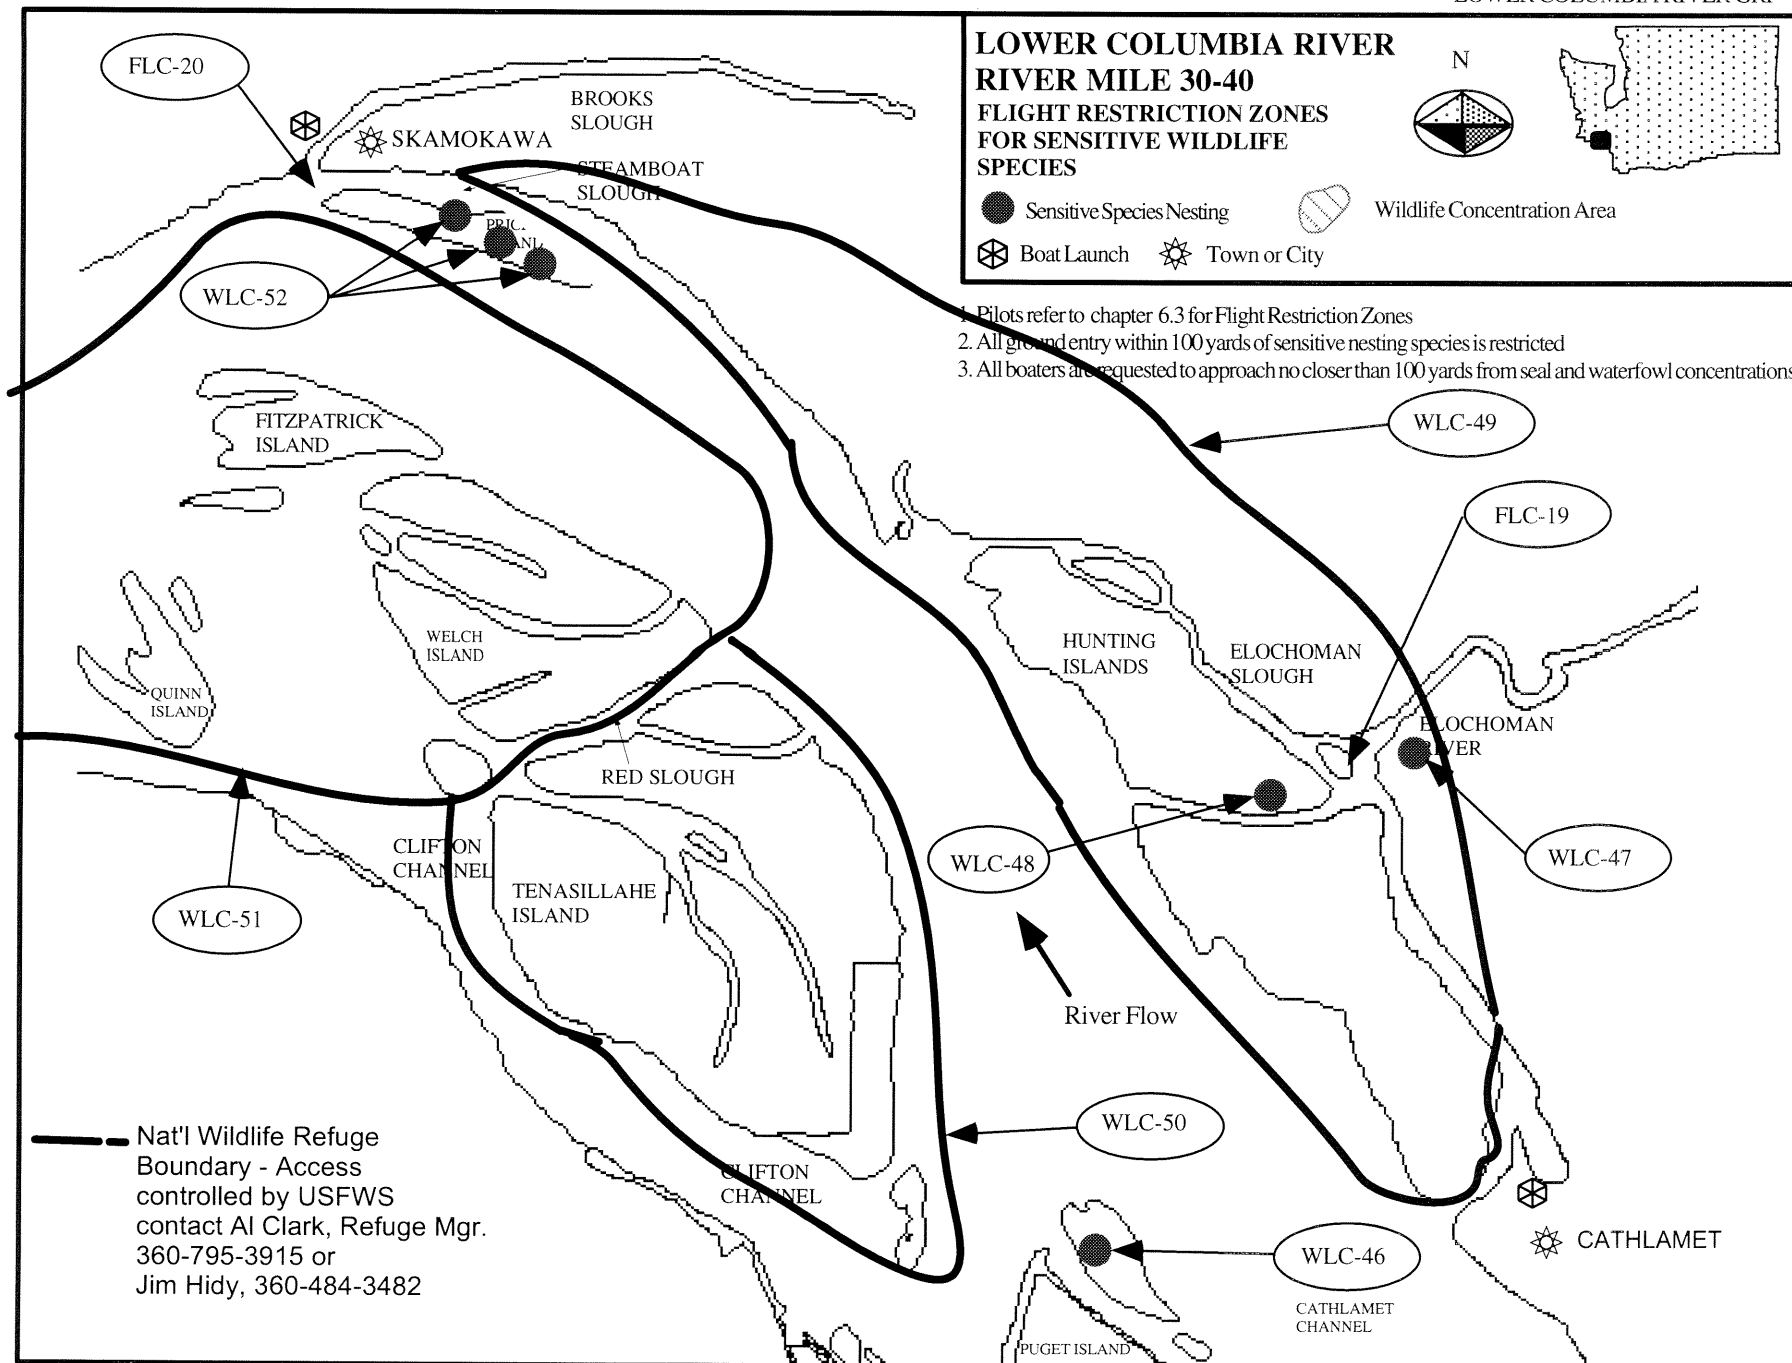 LOWER COLUMBIA RIVER GRP
LOWER COLUMBIA RIVER
RIVER MILE 30-40
FLIGHT RESTRICTION ZONES
FOR SENSITIVE WILDLIFE
SPECIES
N
Sensitive Species Nesting
Wildlife Concentration Area
Boat Launch
Town or City
1. Pilots refer to chapter 6.3 for Flight Restriction Zones
2. All ground entry within 100 yards of sensitive nesting species is restricted
3. All boaters are requested to approach no closer than 100 yards from seal and waterfowl concentrations
FLC-20
BROOKS
SLOUGH
SKAMOKAWA
STEAMBOAT
SLOUGH
WLC-52
FITZPATRICK
ISLAND
WLC-49
FLC-19
WELCH
ISLAND
HUNTING
ISLANDS
ELOCHOMAN
SLOUGH
QUINN
ISLAND
ELOCHOMAN
RIVER
RED SLOUGH
CLIFTON
CHANNEL
WLC-48
WLC-47
TENASILLAHE
ISLAND
WLC-51
River Flow
WLC-50
Nat'l Wildlife Refuge
Boundary - Access
controlled by USFWS
contact Al Clark, Refuge Mgr.
360-795-3915 or
Jim Hidy, 360-484-3482
CLIFTON
CHANNEL
WLC-46
CATHLAMET
CATHLAMET
CHANNEL
PUGET ISLAND